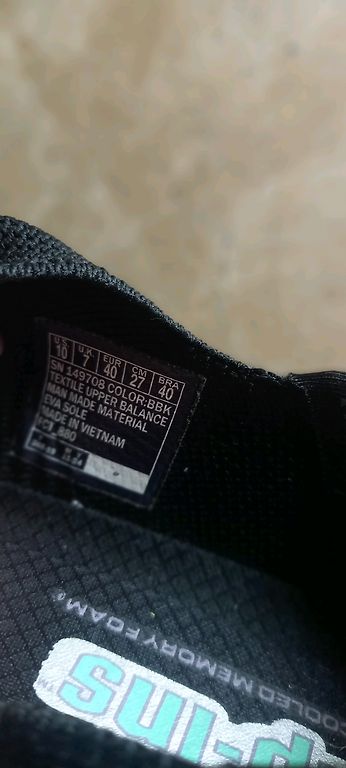 US UK EUR CM BRA
10 7 40 27 40
SN 149708 COLOR:BBK
TEXTILE UPPER BALANCE
MAN MADE MATERIAL
EVA SOLE
MADE IN VIETNAM
COOLED MEMORY FOAM
p-ins